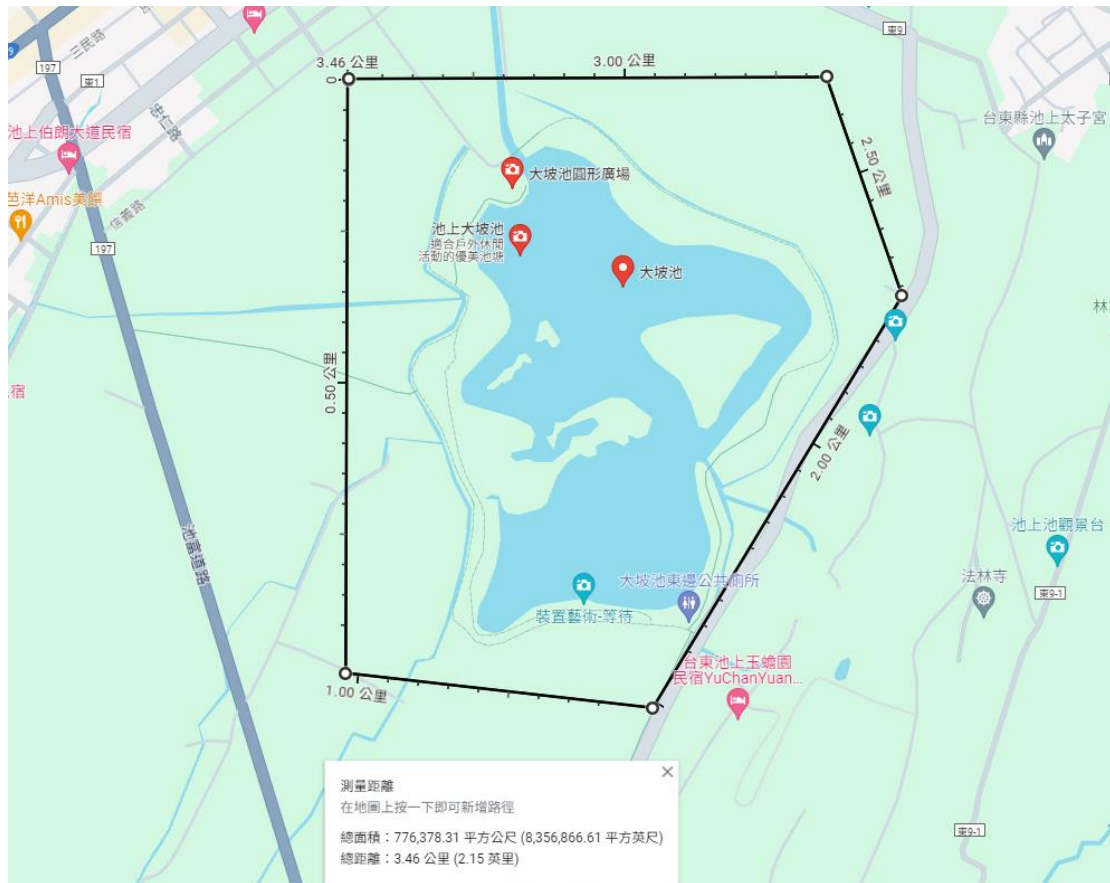 9
三民路
197
東1
忠仁路
池上伯朗大道民宿
芭洋Amis美饌
信義路
197
宿
3.46 公里
0
3.00 公里
東9
2.50 公里
台東縣池上太子宮
大坡池圓形廣場
池上大坡池
適合戶外休閒
活動的優美池塘
大坡池
林
0.50 公里
2.00 公里
池上池觀景台
法林寺
東9-1
池富道路
大坡池東邊公共廁所
裝置藝術-等待
台東池上玉蟾園
民宿YuChanYuan...
1.00 公里
東9-1
測量距離
在地圖上按一下即可新增路徑
總面積：776,378.31 平方公尺 (8,356,866.61 平方英尺)
總距離：3.46 公里 (2.15 英里)